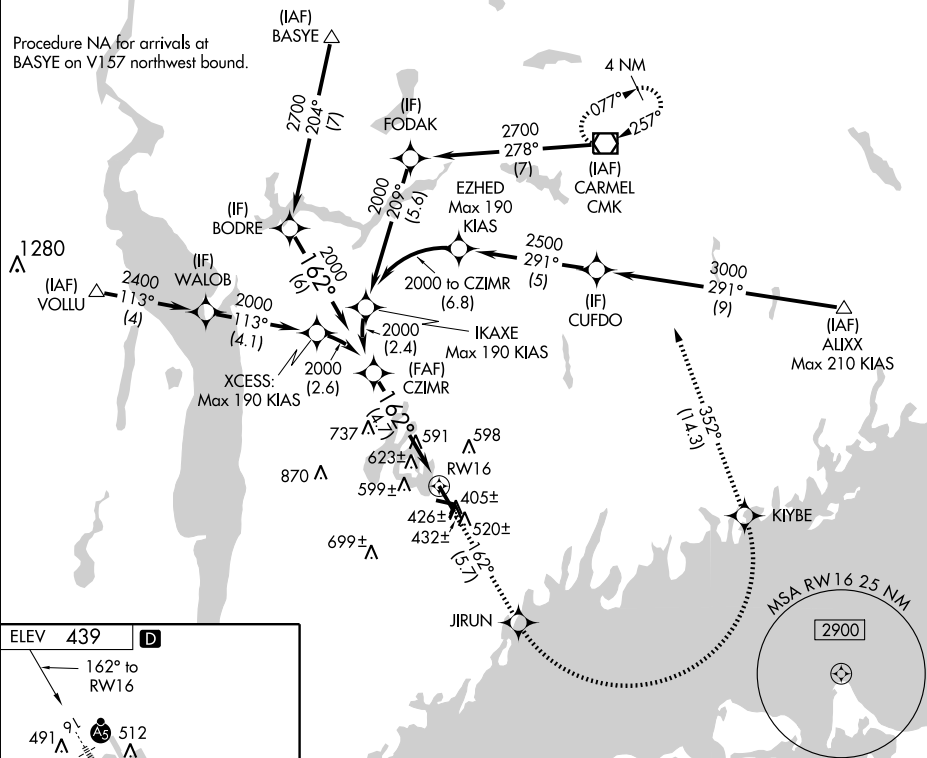 Procedure NA for arrivals at
BASYE on V157 northwest bound.
(IAF)
BASYE
2700
204°
(7)
(IF)
FODAK
2700
278°
(7)
4 NM
077°
257°
(IAF)
CARMEL
CMK
2000
209°
(5.6)
EZHED
Max 190
KIAS
(IF)
BODRE
2000
162°
(6)
2500
291°
(5)
3000
291°
(9)
2000 to CZIMR
(6.8)
(IF)
CUFDO
(IAF)
ALIXX
Max 210 KIAS
1280
(IAF)
VOLLU
2400
113°
(4)
(IF)
WALOB
2000
113°
(4.1)
IKAXE
Max 190 KIAS
2000
(2.4)
XCESS:
Max 190 KIAS
2000
(2.6)
(FAF)
CZIMR
162°
(4.7)
352°
(14.3)
737
591
598
623±
870
599±
RW16
405±
426±
432±
520±
699±
162°
(5.7)
KIYBE
JIRUN
MSA RW16 25 NM
2900
ELEV 439 D
162° to
RW16
16
A5
491
512